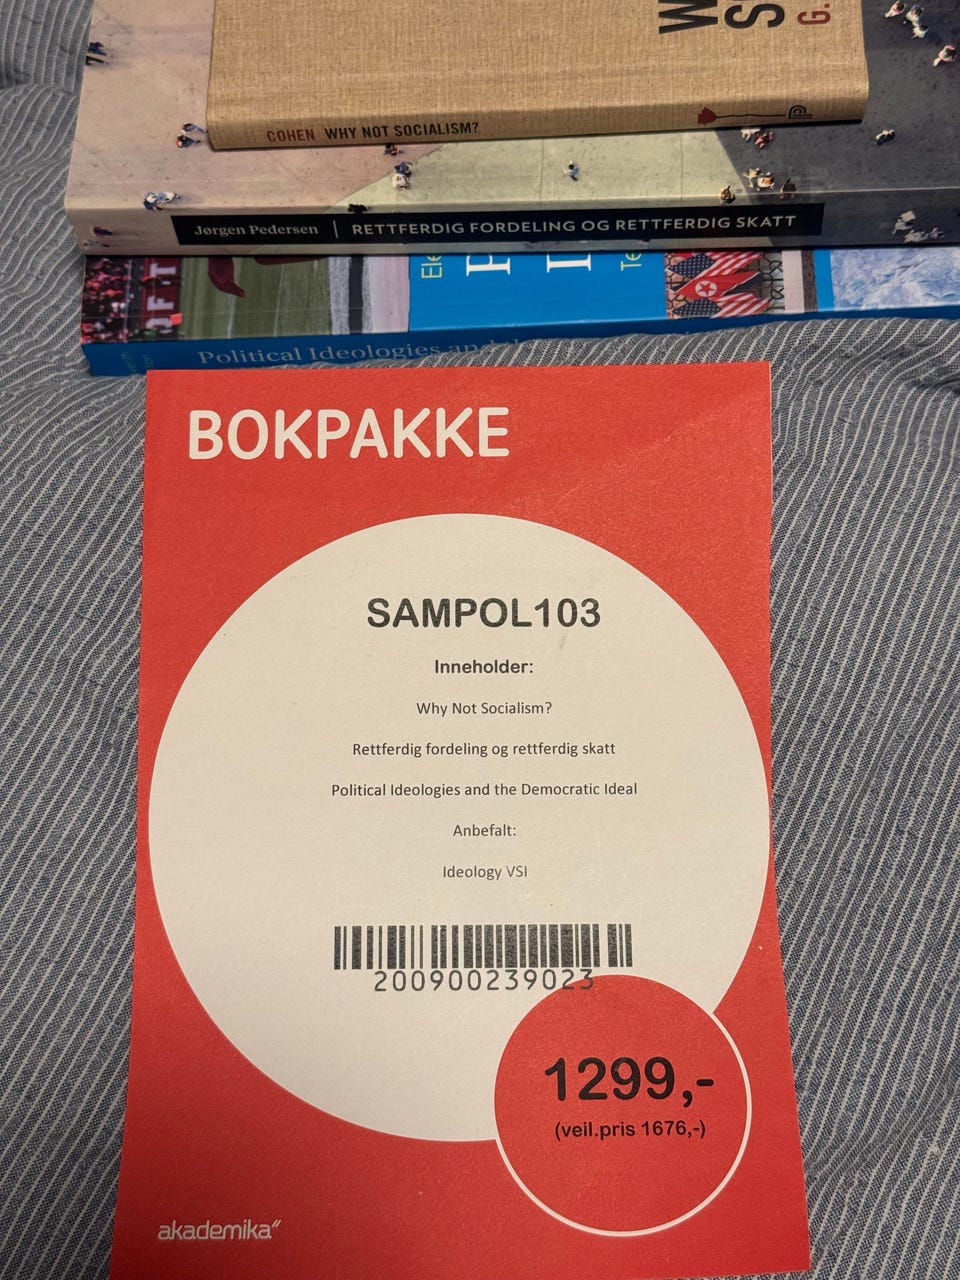 W
S
G.
COHEN WHY NOT SOCIALISM?
Jørgen Pedersen | RETTFERDIG FORDELING OG RETTFERDIG SKATT
Political Ideologies and the
BOKPAKKE
SAMPOL103
Inneholder:
Why Not Socialism?
Rettferdig fordeling og rettferdig skatt
Political Ideologies and the Democratic Ideal
Anbefalt:
Ideology VSI
200900239023
1299,-
(veil.pris 1676,-)
akademika"